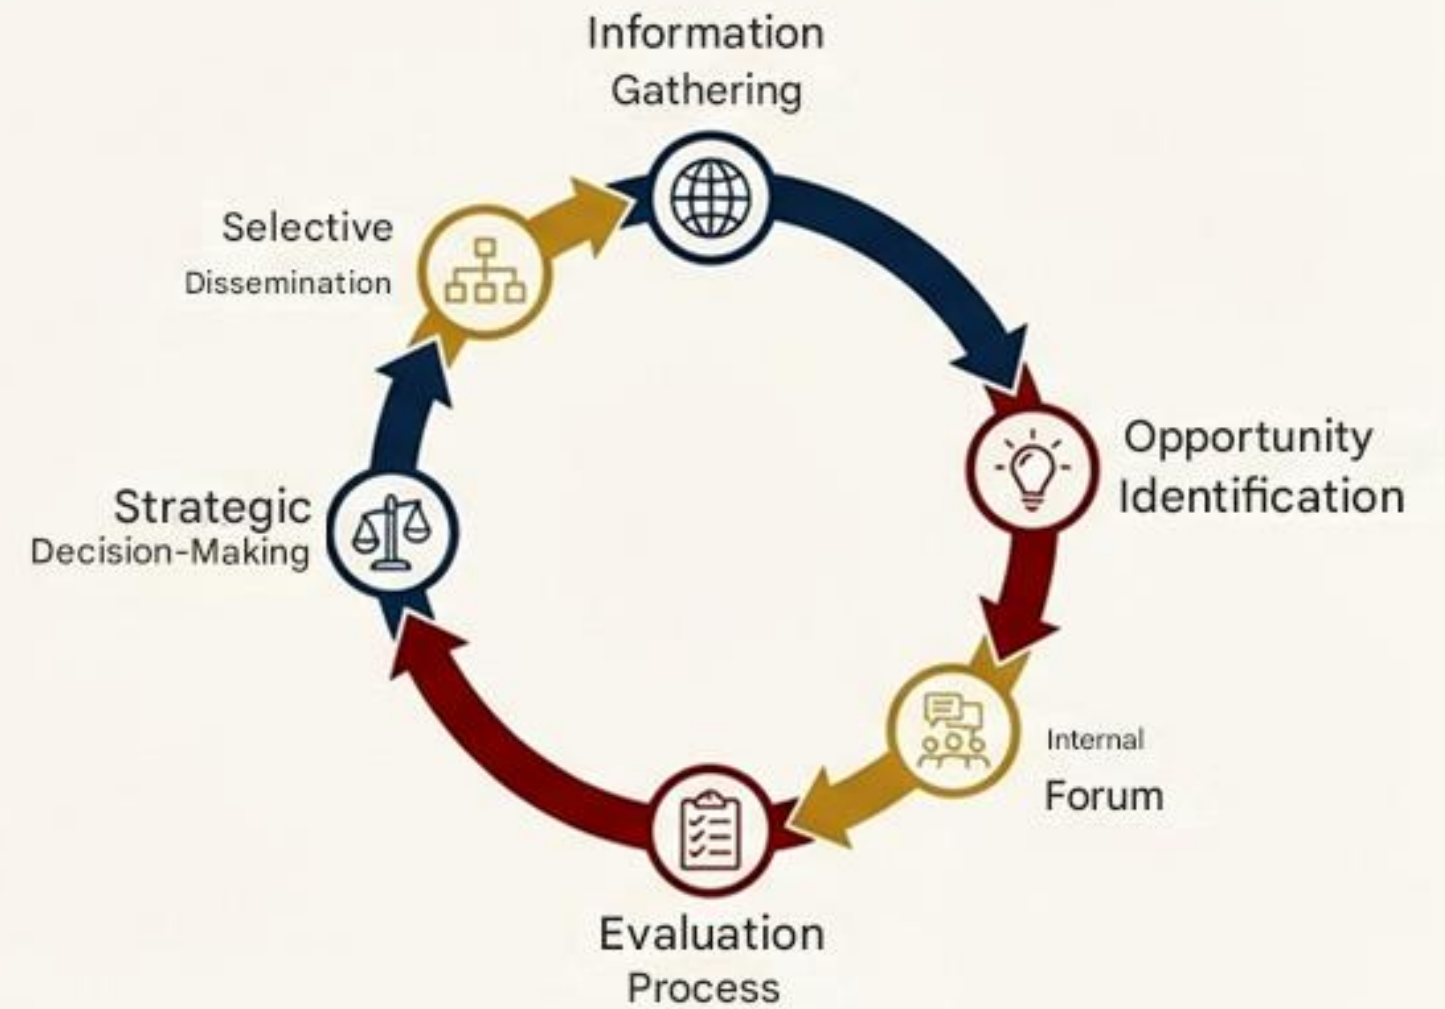 Information
Gathering
Selective
Dissemination
Opportunity
Identification
Strategic
Decision-Making
Internal
Forum
Evaluation
Process